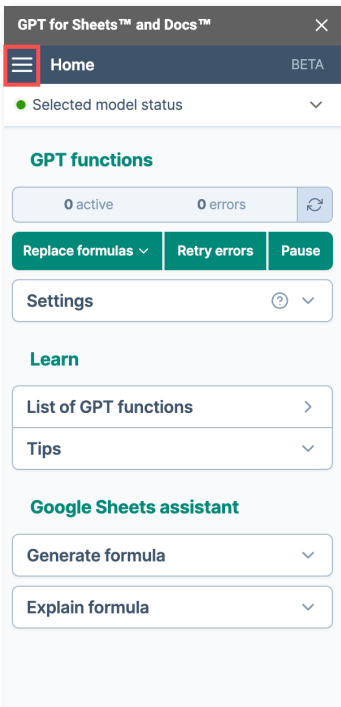 GPT for Sheets™ and Docs™
Home BETA
Selected model status
GPT functions
0 active 0 errors
Replace formulas Retry errors Pause
Settings ?
Learn
List of GPT functions
Tips
Google Sheets assistant
Generate formula
Explain formula